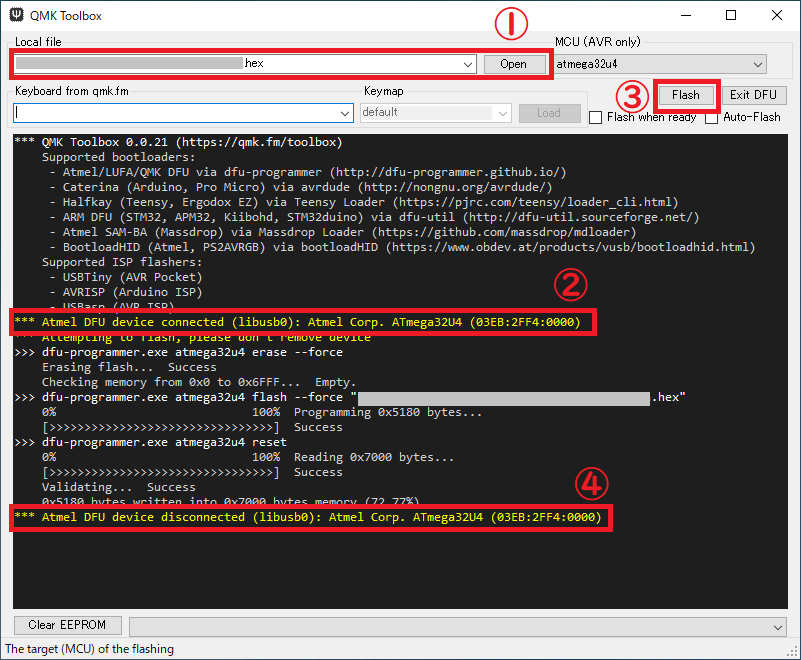 QMK Toolbox
①
Local file
MCU (AVR only)
.hex
Open
atmega32u4
③
Keyboard from qmk.fm
Keymap
Flash
Exit DFU
default
Load
Flash when ready
Auto-Flash
*** QMK Toolbox 0.0.21 (https://qmk.fm/toolbox)
Supported bootloaders:
- Atmel/LUFA/QMK DFU via dfu-programmer (http://dfu-programmer.github.io/)
- Caterina (Arduino, Pro Micro) via avrdude (http://nongnu.org/avrdude/)
- Halfkay (Teensy, Ergodox EZ) via Teensy Loader (https://pjrc.com/teensy/loader_cli.html)
- ARM DFU (STM32, APM32, Kiibohd, STM32duino) via dfu-util (http://dfu-util.sourceforge.net/)
- Atmel SAM-BA (Massdrop) via Massdrop Loader (https://github.com/massdrop/mdloader)
- BootloadHID (Atmel, PS2AVRGB) via bootloadHID (https://www.obdev.at/products/vusb/bootloadhid.html)
Supported ISP flashers:
- USBTiny (AVR Pocket)
- AVRISP (Arduino ISP)
- USBasp (AVR ISP)
②
*** Atmel DFU device connected (libusb0): Atmel Corp. ATmega32U4 (03EB:2FF4:0000)
*** Attempting to flash, please don't remove device
>>> dfu-programmer.exe atmega32u4 erase --force
Erasing flash... Success
Checking memory from 0x0 to 0x6FFF... Empty.
>>> dfu-programmer.exe atmega32u4 flash --force " .hex"
0% 100% Programming 0x5180 bytes...
[>>>>>>>>>>>>>>>>>>>>>>>>>>>>>>>>] Success
>>> dfu-programmer.exe atmega32u4 reset
0% 100% Reading 0x7000 bytes...
[>>>>>>>>>>>>>>>>>>>>>>>>>>>>>>>>] Success
Validating... Success
0x5180 bytes written into 0x7000 bytes memory (72.77%).
④
*** Atmel DFU device disconnected (libusb0): Atmel Corp. ATmega32U4 (03EB:2FF4:0000)
Clear EEPROM
The target (MCU) of the flashing